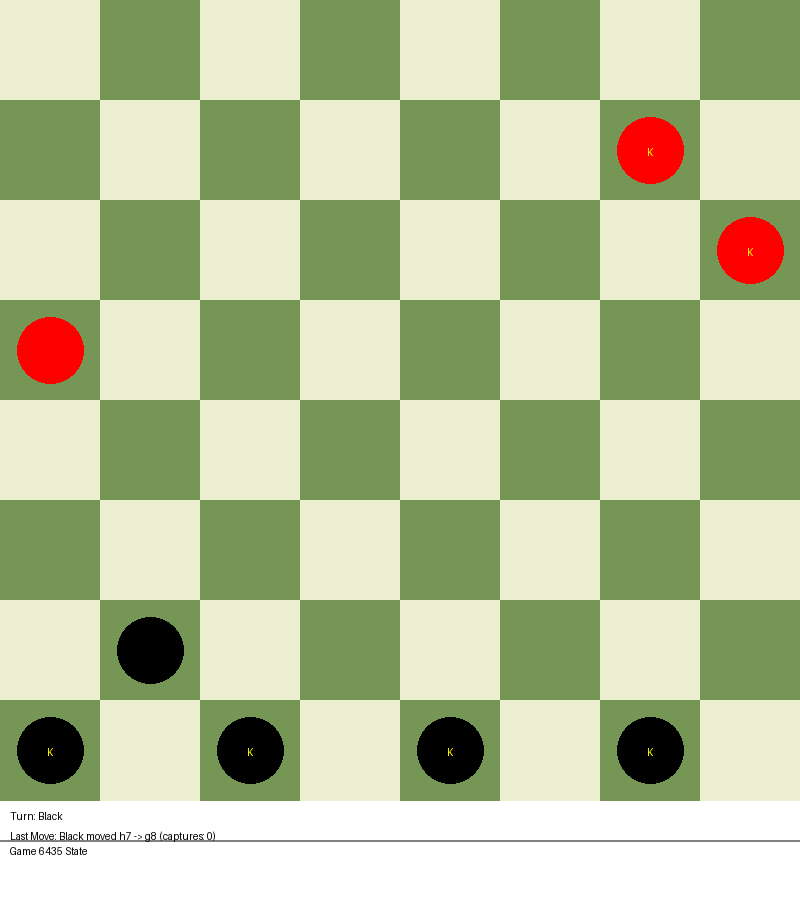 K
K
K K K K
Turn: Black
Last Move: Black moved h7 -> g8 (captures: 0)
Game 6435 State